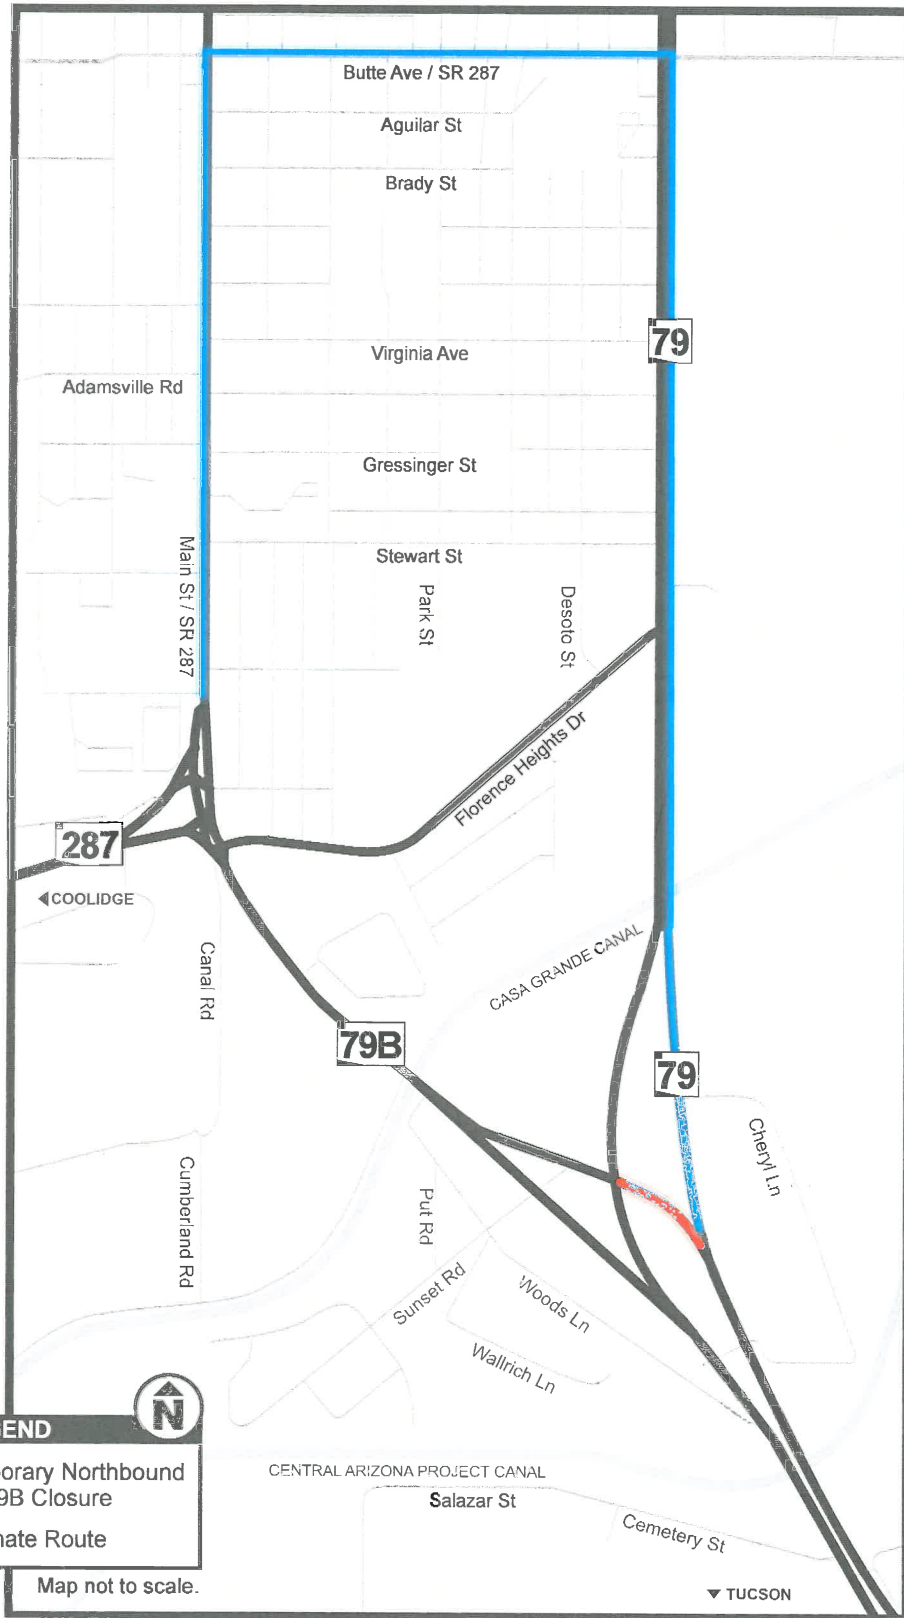 Butte Ave / SR 287
Aguilar St
Brady St
79
Virginia Ave
Adamsville Rd
Gressinger St
Stewart St
Main St / SR 287
Park St
Desoto St
Florence Heights Dr
287
COOLIDGE
Canal Rd
CASA GRANDE CANAL
79B
79
Cheryl Ln
Cumberland Rd
Put Rd
Sunset Rd
Woods Ln
Wallrich Ln
N
END
orary Northbound
9B Closure
nate Route
CENTRAL ARIZONA PROJECT CANAL
Salazar St
Cemetery St
Map not to scale.
TUCSON